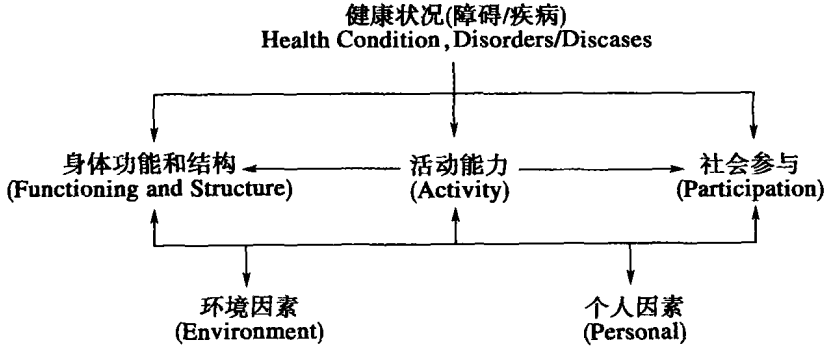 健康状况(障碍/疾病)
Health Condition,Disorders/Discases
身体功能和结构
(Functioning and Structure)
活动能力
(Activity)
社会参与
(Participation)
环境因素
(Environment)
个人因素
(Personal)